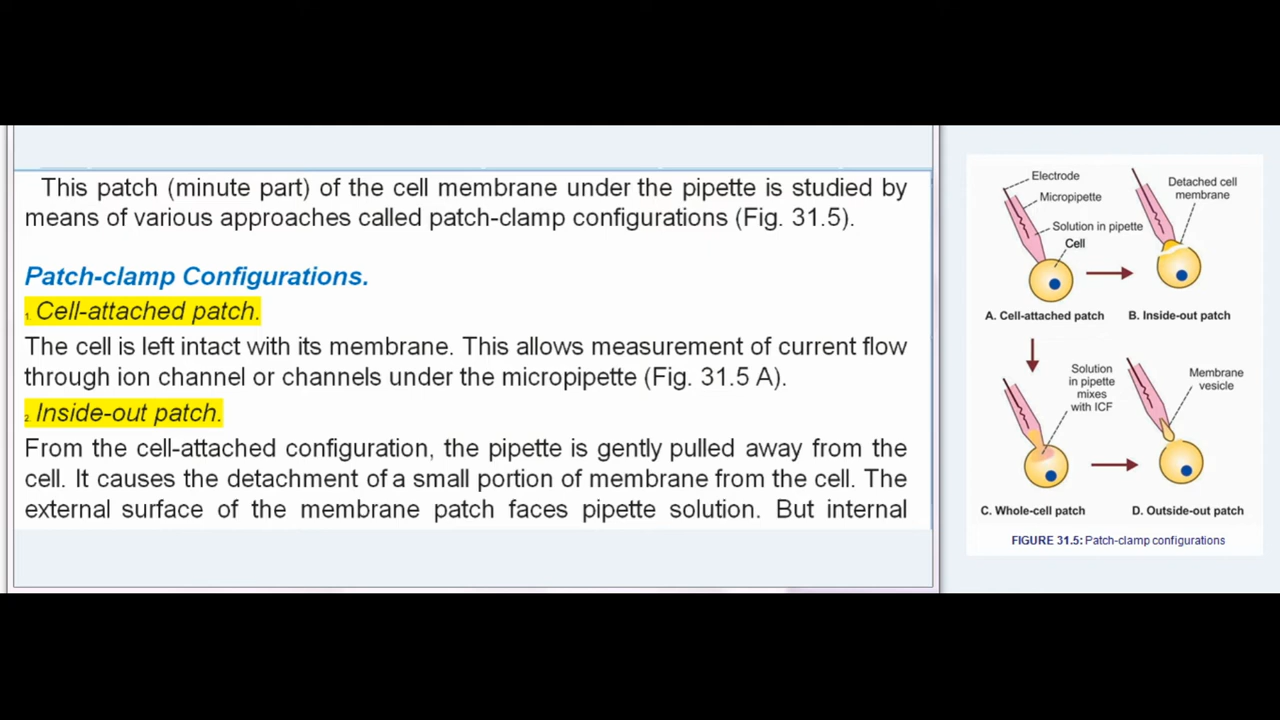 This patch (minute part) of the cell membrane under the pipette is studied by
means of various approaches called patch-clamp configurations (Fig. 31.5).
Patch-clamp Configurations.
1. Cell-attached patch.
The cell is left intact with its membrane. This allows measurement of current flow
through ion channel or channels under the micropipette (Fig. 31.5 A).
2. Inside-out patch.
From the cell-attached configuration, the pipette is gently pulled away from the
cell. It causes the detachment of a small portion of membrane from the cell. The
external surface of the membrane patch faces pipette solution. But internal
Electrode
Micropipette
Solution in pipette
Cell
Detached cell
membrane
A. Cell-attached patch
B. Inside-out patch
Solution
in pipette
mixes
with ICF
Membrane
vesicle
C. Whole-cell patch
D. Outside-out patch
FIGURE 31.5: Patch-clamp configurations